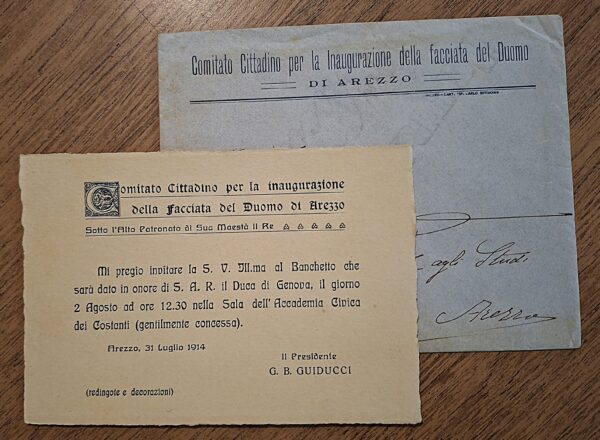 Comitato Cittadino per la Inaugurazione della facciata del Duomo
DI AREZZO
Comitato Cittadino per la inaugurazione
della Facciata del Duomo di Arezzo
Sotto l'Alto Patronato di Sua Maestà il Re
Mi pregio invitare la S. V. Ill.ma al Banchetto che
sarà dato in onore di S. A. R. il Duca di Genova, il giorno
2 Agosto ad ore 12.30 nella Sala dell'Accademia Civica
dei Costanti (gentilmente concessa).
Arezzo, 31 Luglio 1914
Il Presidente
G. B. GUIDUCCI
(redingote e decorazioni)
agli Studi
Arezzo